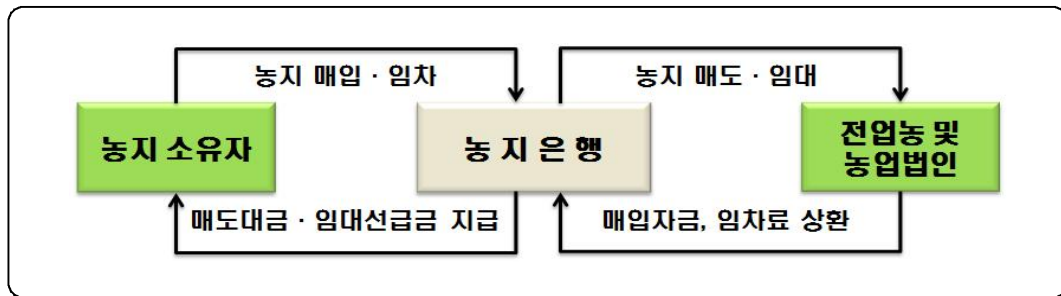 농지 매입 · 임차
농지 매도 · 임대
농지 소유자
농 지 은 행
전업농 및
농업법인
매도대금 · 임대선급금 지급
매입자금, 임차료 상환